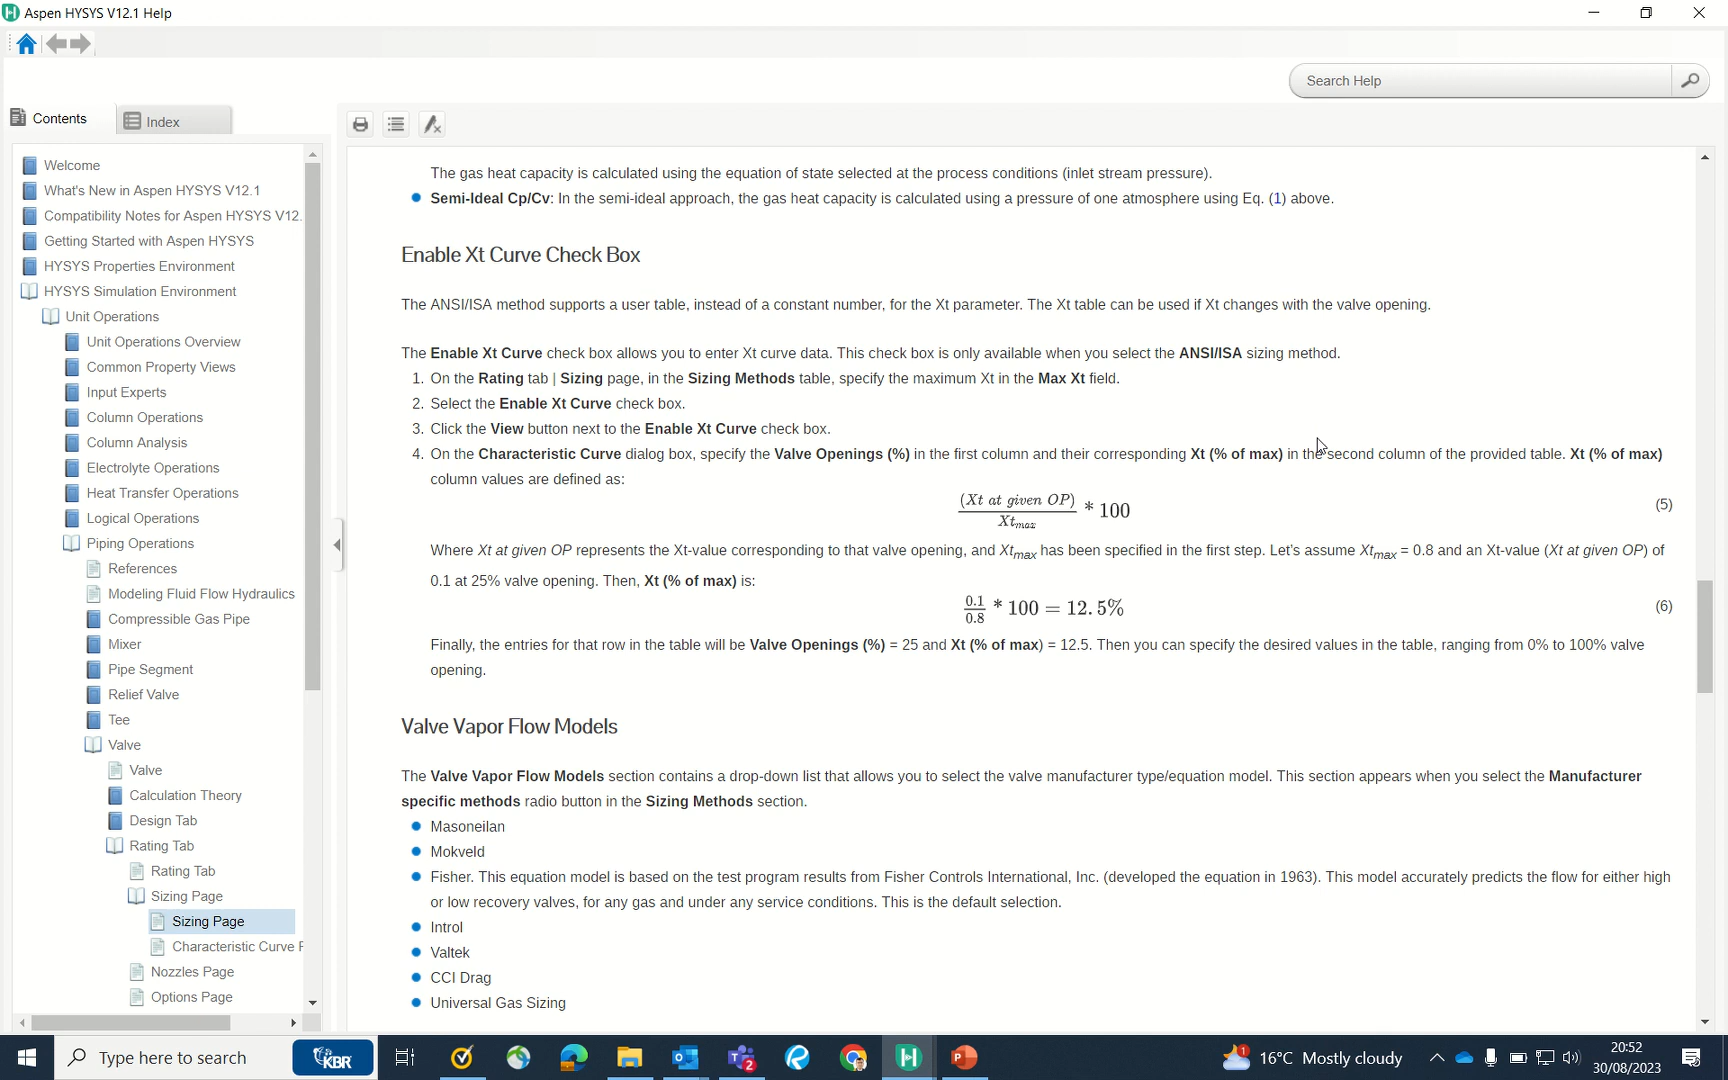 Aspen HYSYS V12.1 Help
Search Help
Contents
Index
Welcome
What's New in Aspen HYSYS V12.1
Compatibility Notes for Aspen HYSYS V12.
Getting Started with Aspen HYSYS
HYSYS Properties Environment
HYSYS Simulation Environment
Unit Operations
Unit Operations Overview
Common Property Views
Input Experts
Column Operations
Column Analysis
Electrolyte Operations
Heat Transfer Operations
Logical Operations
Piping Operations
References
Modeling Fluid Flow Hydraulics
Compressible Gas Pipe
Mixer
Pipe Segment
Relief Valve
Tee
Valve
Valve
Calculation Theory
Design Tab
Rating Tab
Rating Tab
Sizing Page
Sizing Page
Characteristic Curve F
Nozzles Page
Options Page
The gas heat capacity is calculated using the equation of state selected at the process conditions (inlet stream pressure).
Semi-Ideal Cp/Cv: In the semi-ideal approach, the gas heat capacity is calculated using a pressure of one atmosphere using Eq. (1) above.
Enable Xt Curve Check Box
The ANSI/ISA method supports a user table, instead of a constant number, for the Xt parameter. The Xt table can be used if Xt changes with the valve opening.
The Enable Xt Curve check box allows you to enter Xt curve data. This check box is only available when you select the ANSI/ISA sizing method.
1. On the Rating tab | Sizing page, in the Sizing Methods table, specify the maximum Xt in the Max Xt field.
2. Select the Enable Xt Curve check box.
3. Click the View button next to the Enable Xt Curve check box.
4. On the Characteristic Curve dialog box, specify the Valve Openings (%) in the first column and their corresponding Xt (% of max) in the second column of the provided table. Xt (% of max)
column values are defined as:
(Xt at given OP) / Xtmax * 100 (5)
Where Xt at given OP represents the Xt-value corresponding to that valve opening, and Xtmax has been specified in the first step. Let's assume Xtmax = 0.8 and an Xt-value (Xt at given OP) of
0.1 at 25% valve opening. Then, Xt (% of max) is:
0.1 / 0.8 * 100 = 12.5% (6)
Finally, the entries for that row in the table will be Valve Openings (%) = 25 and Xt (% of max) = 12.5. Then you can specify the desired values in the table, ranging from 0% to 100% valve
opening.
Valve Vapor Flow Models
The Valve Vapor Flow Models section contains a drop-down list that allows you to select the valve manufacturer type/equation model. This section appears when you select the Manufacturer
specific methods radio button in the Sizing Methods section.
Masoneilan
Mokveld
Fisher. This equation model is based on the test program results from Fisher Controls International, Inc. (developed the equation in 1963). This model accurately predicts the flow for either high
or low recovery valves, for any gas and under any service conditions. This is the default selection.
Introl
Valtek
CCI Drag
Universal Gas Sizing
Type here to search
KBR
2
1
16°C Mostly cloudy
20:52
30/08/2023